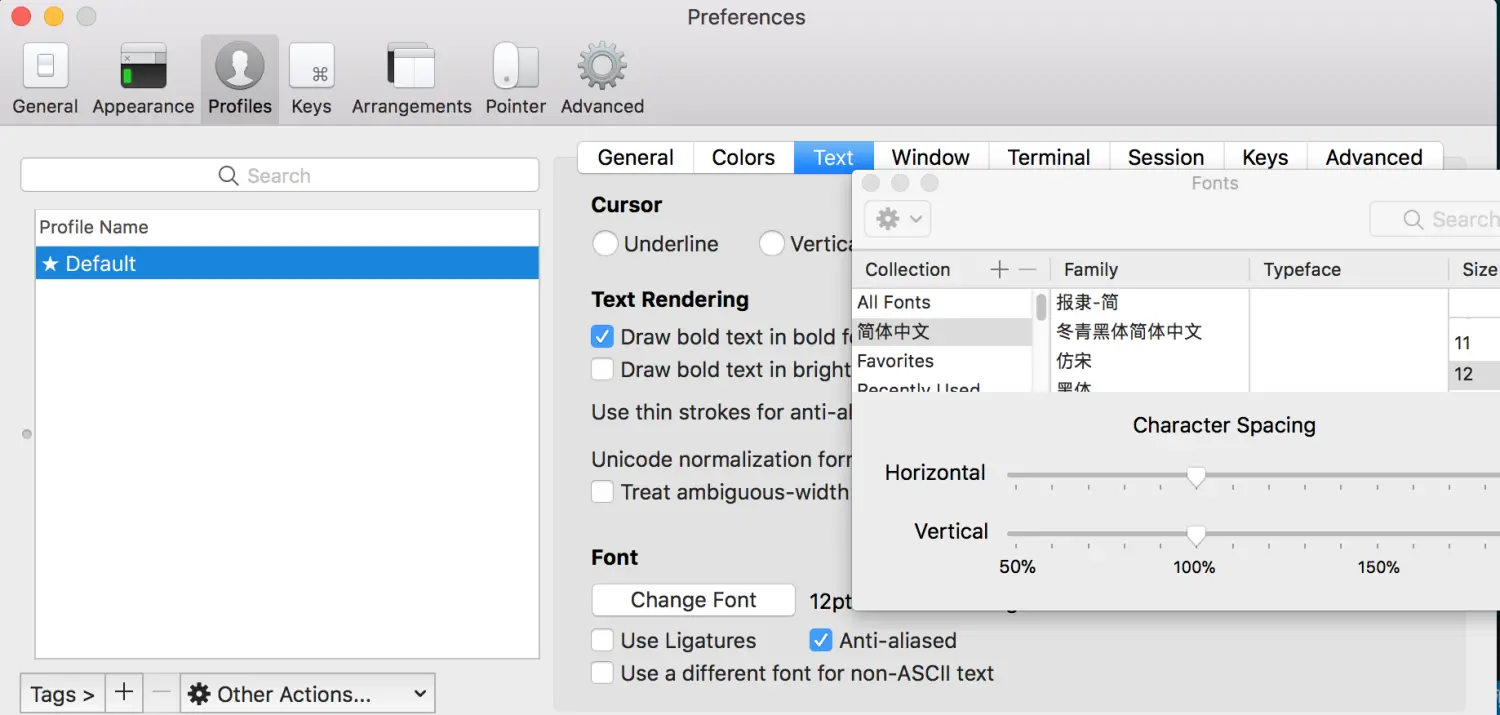 Preferences
General Appearance Profiles Keys Arrangements Pointer Advanced
Search
Profile Name
★ Default
Tags > + − Other Actions...
General Colors Text Window Terminal Session Keys Advanced
Cursor
Underline
Text Rendering
Draw bold text in bold
Draw bold text in bright
Use thin strokes for
Unicode normalization
Treat ambiguous-width
Font
Change Font 12pt
Use Ligatures Anti-aliased
Use a different font for non-ASCII text
Fonts
Search
Collection + − Family Typeface Size
All Fonts
简体中文
Favorites
Recently Used
报隶-简
冬青黑体简体中文
仿宋
黑体
11
12
Character Spacing
Horizontal
Vertical
50% 100% 150%